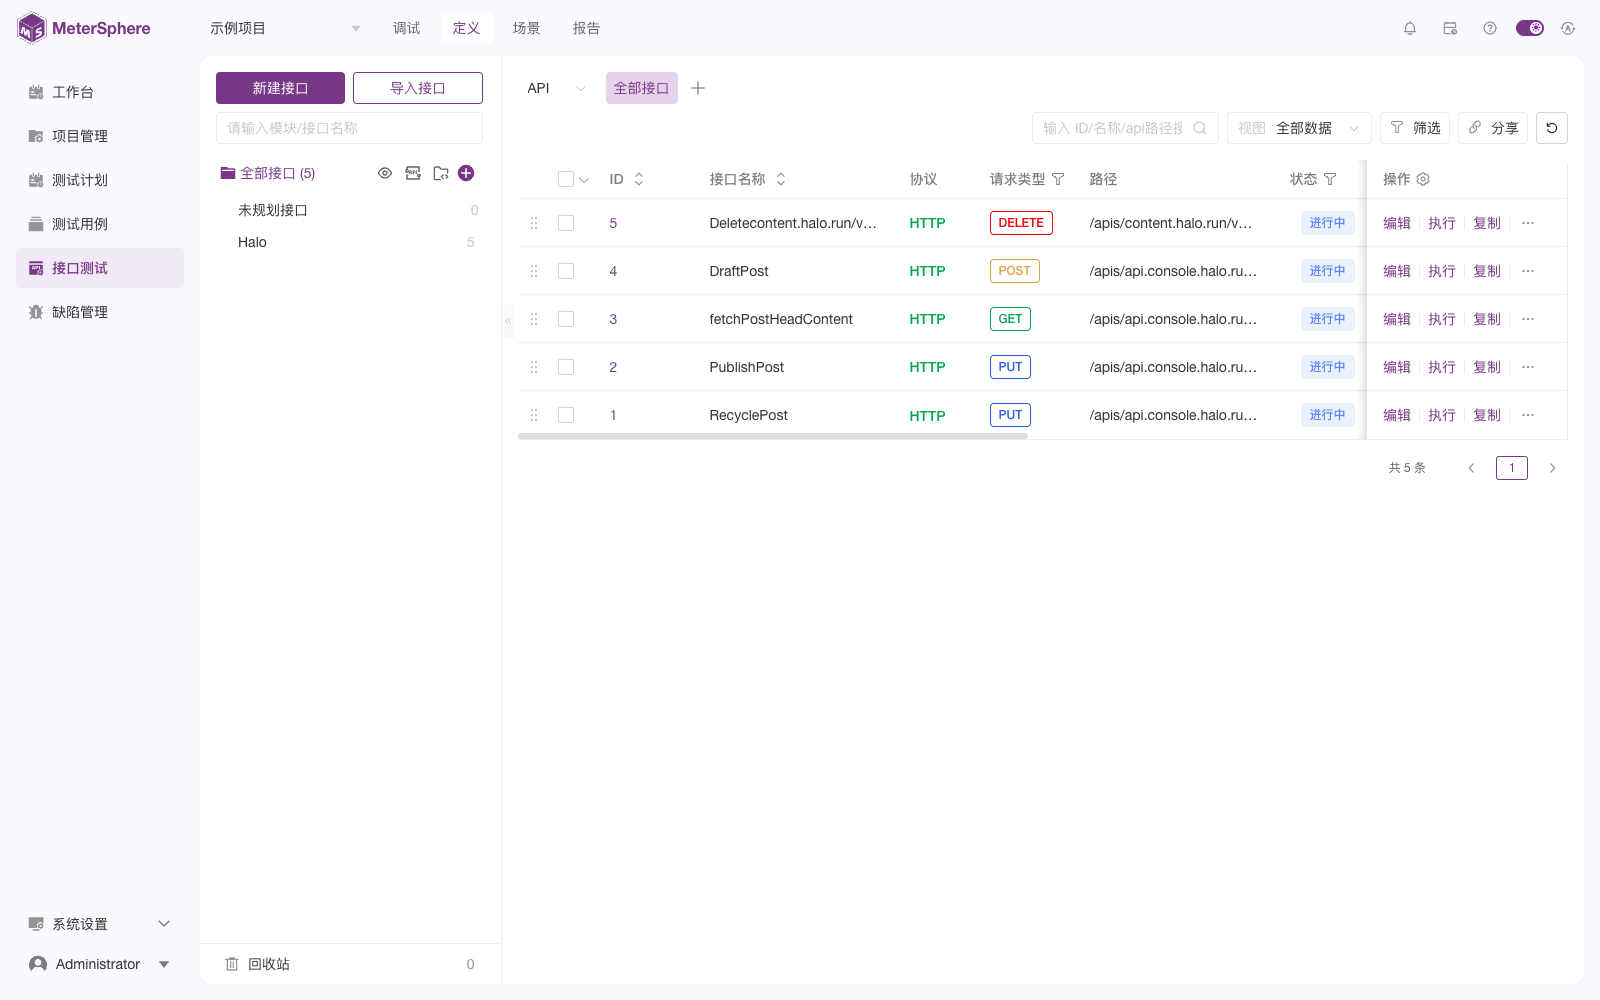 MeterSphere
示例项目
调试
定义
场景
报告
工作台
项目管理
测试计划
测试用例
接口测试
缺陷管理
系统设置
Administrator
新建接口
导入接口
请输入模块/接口名称
全部接口 (5)
未规划接口 0
Halo 5
回收站 0
API
全部接口
输入 ID/名称/api路径搜
视图 全部数据
筛选
分享
ID 接口名称 协议 请求类型 路径 状态 操作
5 Deletecontent.halo.run/v... HTTP DELETE /apis/content.halo.run/v... 进行中 编辑 执行 复制 ...
4 DraftPost HTTP POST /apis/api.console.halo.ru... 进行中 编辑 执行 复制 ...
3 fetchPostHeadContent HTTP GET /apis/api.console.halo.ru... 进行中 编辑 执行 复制 ...
2 PublishPost HTTP PUT /apis/api.console.halo.ru... 进行中 编辑 执行 复制 ...
1 RecyclePost HTTP PUT /apis/api.console.halo.ru... 进行中 编辑 执行 复制 ...
共 5 条 1